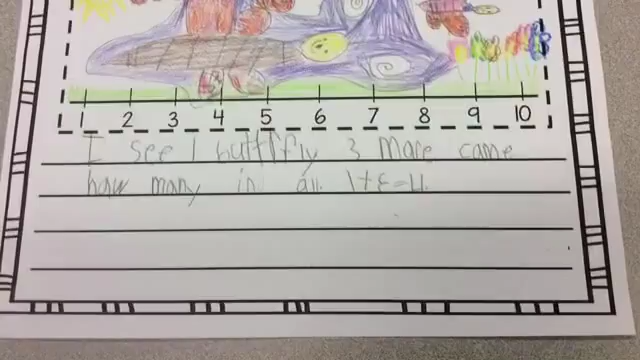 1 2 3 4 5 6 7 8 9 10
I see 1 butffly 3 more came
how many in all. 1+3=4.